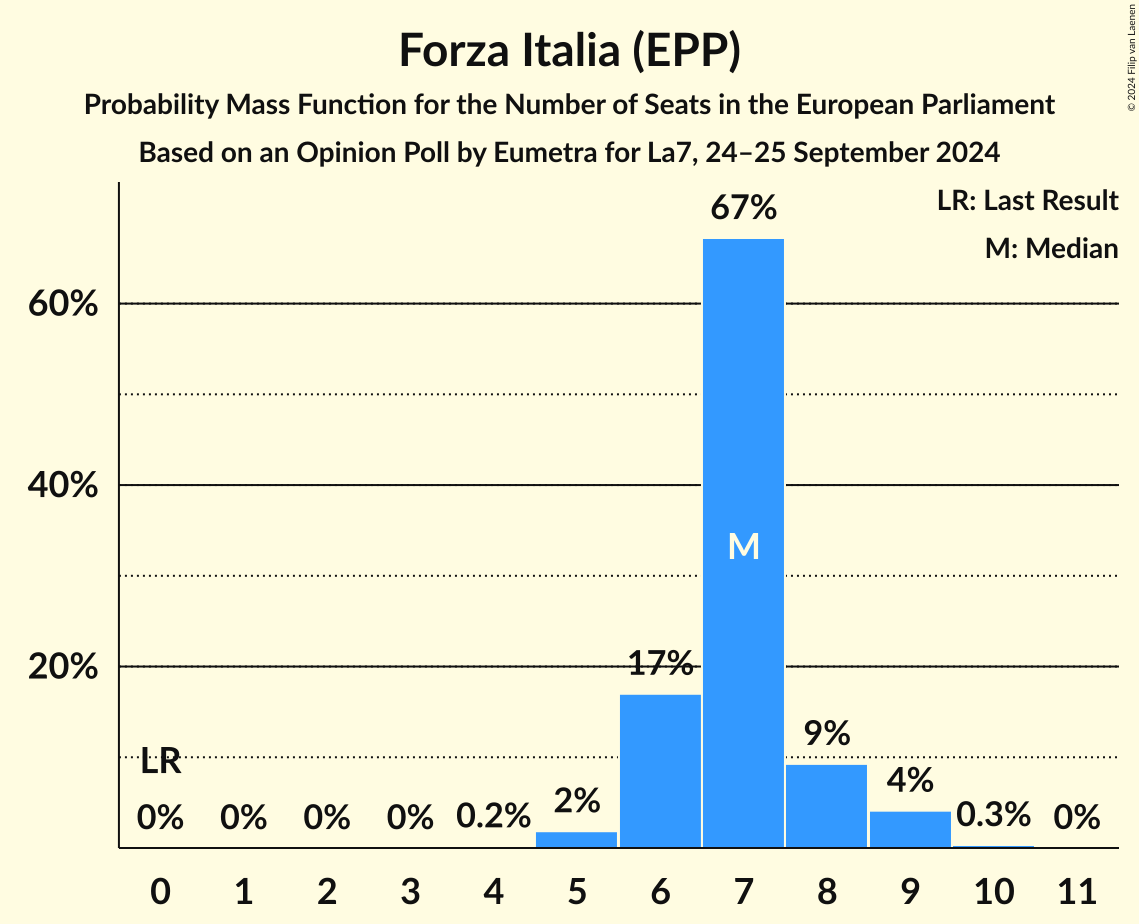 Forza Italia (EPP)
Probability Mass Function for the Number of Seats in the European Parliament
Based on an Opinion Poll by Eumetra for La7, 24–25 September 2024
© 2024 Filip van Laenen
LR: Last Result
M: Median
67%
60%
40%
M
20%
17%
9%
LR
4%
2%
0% 0% 0% 0% 0.2% 0.3% 0%
0 1 2 3 4 5 6 7 8 9 10 11